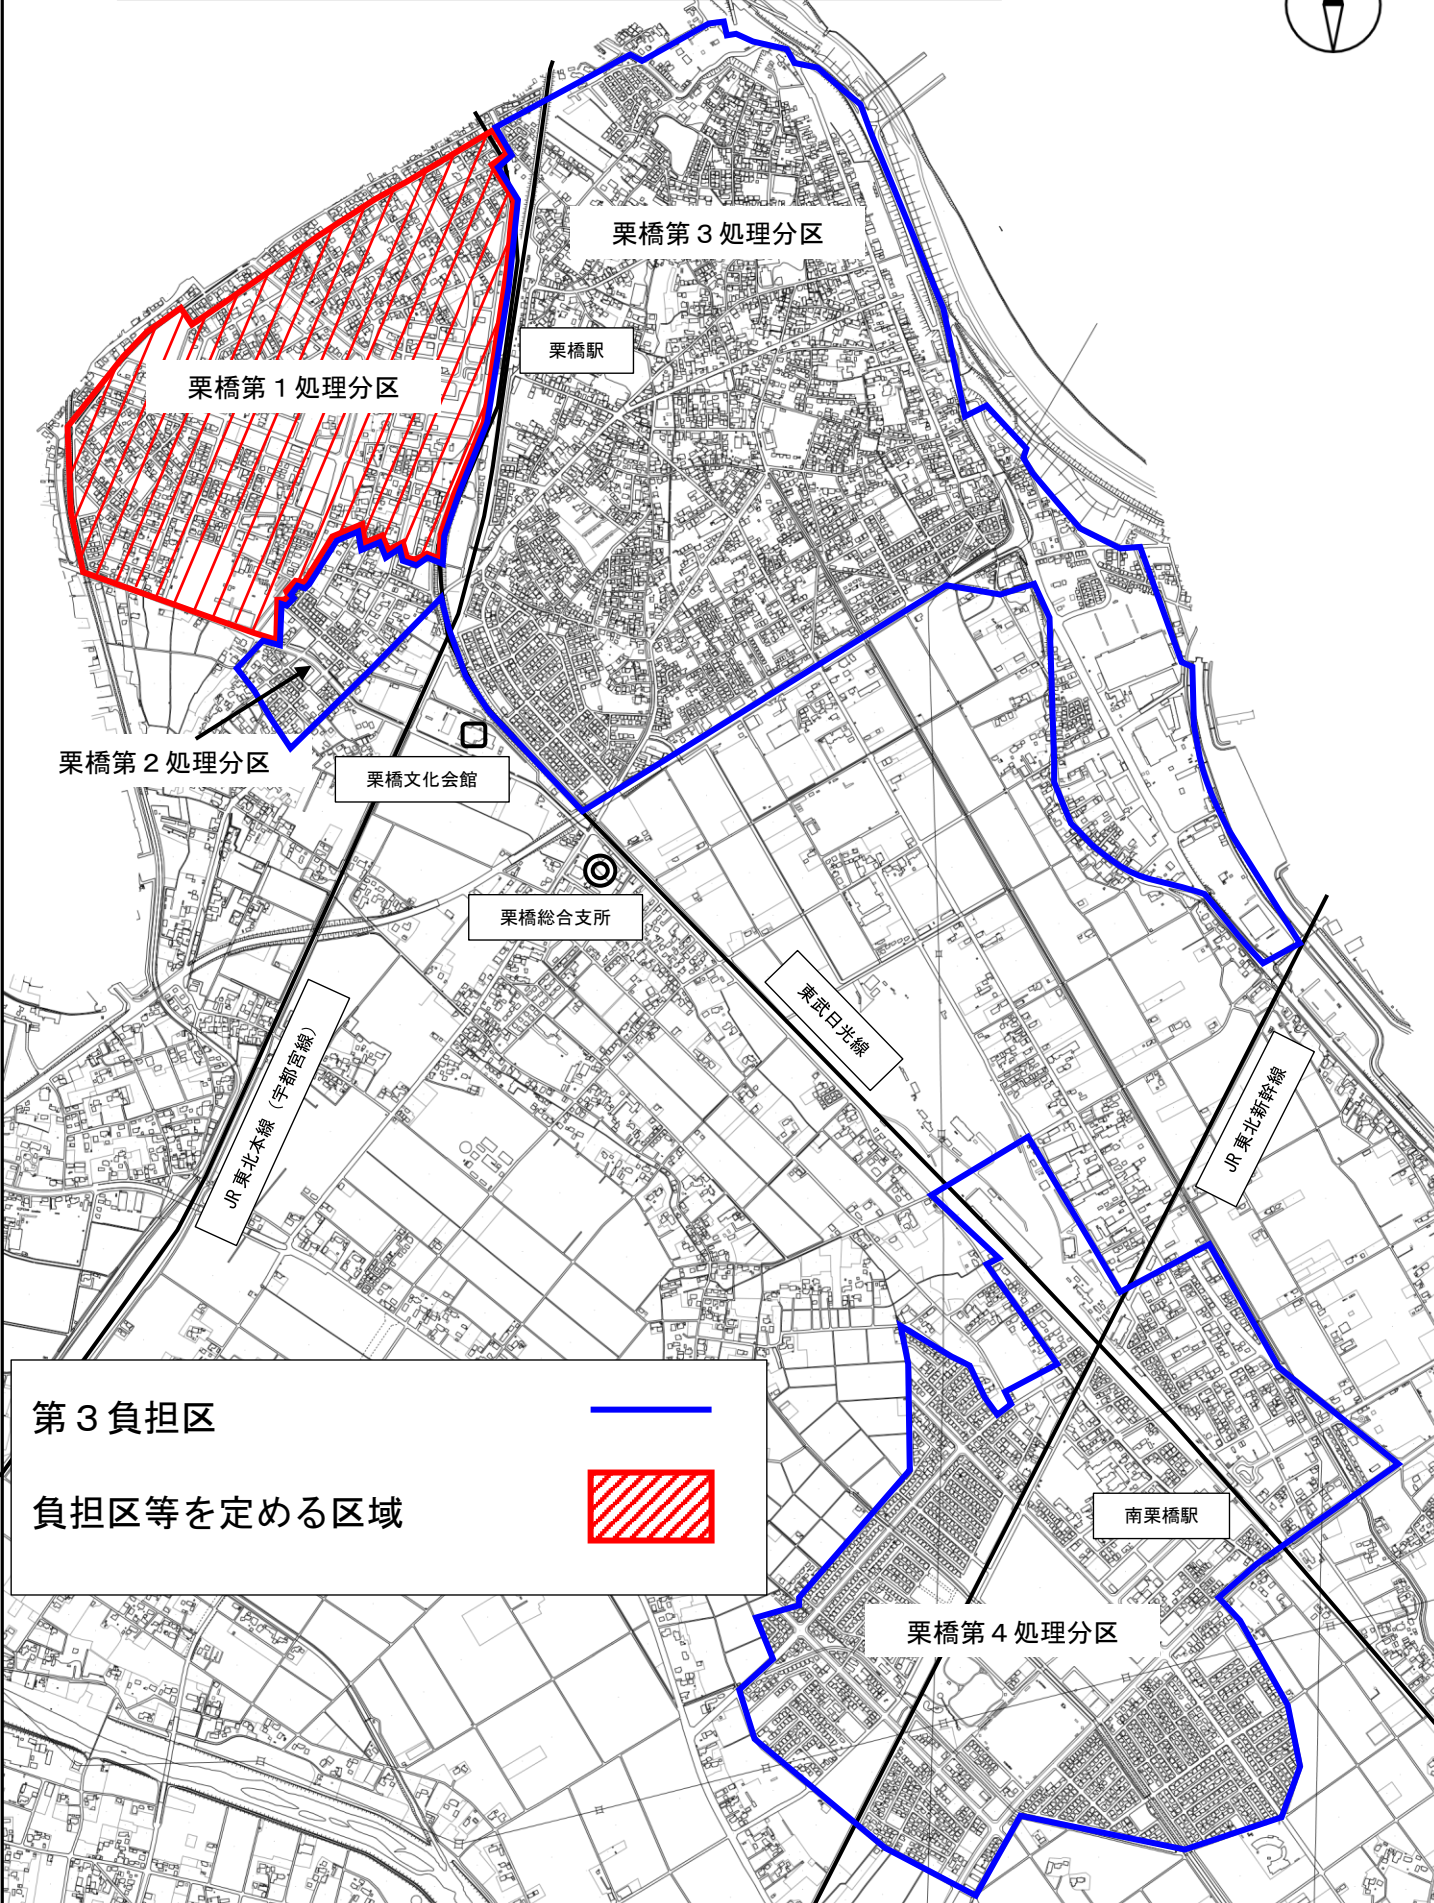 栗橋第３処理分区
栗橋駅
栗橋第１処理分区
栗橋第２処理分区
栗橋文化会館
栗橋総合支所
東武日光線
JR 東北本線（宇都宮線）
JR 東北新幹線
第３負担区
負担区等を定める区域
南栗橋駅
栗橋第４処理分区